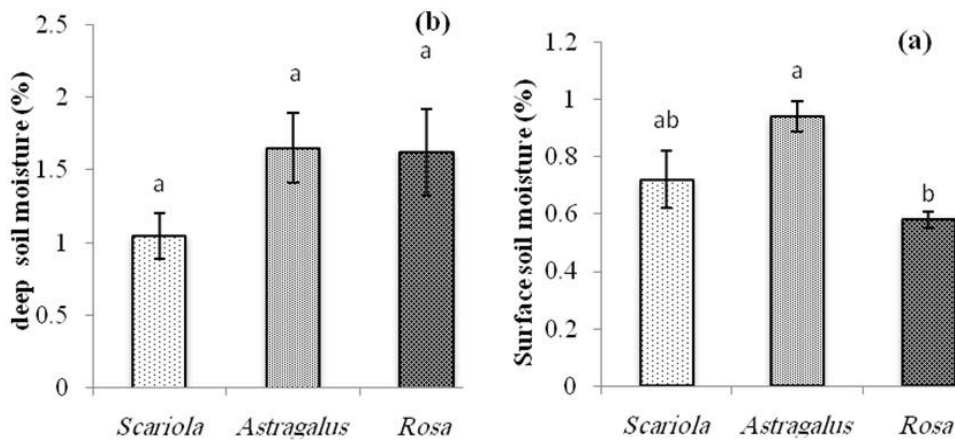 (b)
deep soil moisture (%)
2.5
2
1.5
1
0.5
0
a
a
a
Scariola Astragalus Rosa
(a)
Surface soil moisture (%)
1.2
1
0.8
0.6
0.4
0.2
0
ab
a
b
Scariola Astragalus Rosa